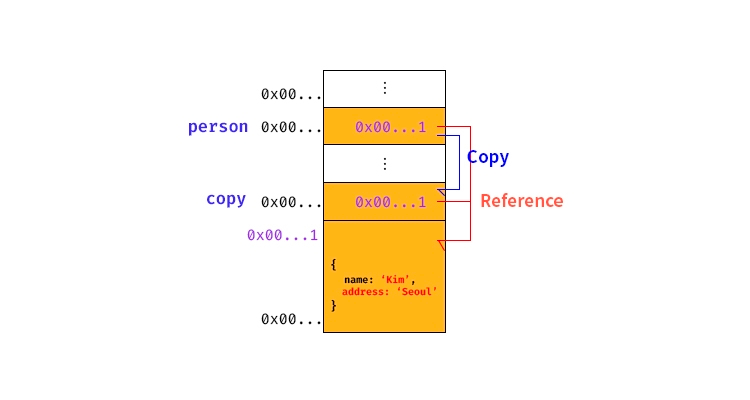 0x00...
⋮
person 0x00... 0x00...1
Copy
⋮
copy 0x00... 0x00...1
Reference
0x00...1
{
name: ‘Kim’,
address: ‘Seoul’
}
0x00...